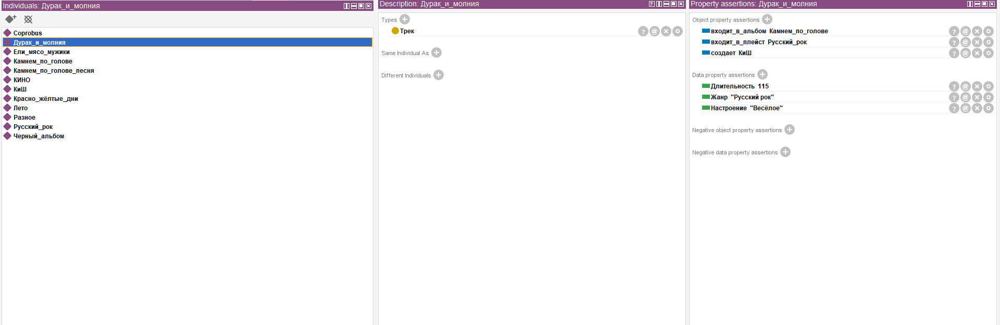 Individuals: Дурак_и_молния
Coprobus
Дурак_и_молния
Ели_мясо_мужики
Камнем_по_голове
Камнем_по_голове_песня
КИНО
КиШ
Красно_жёлтые_дни
Лето
Разное
Русский_рок
Черный_альбом
Description: Дурак_и_молния
Types
Трек
Same Individual As
Different Individuals
Property assertions: Дурак_и_молния
Object property assertions
входит_в_альбом Камнем_по_голове
входит_в_плейст Русский_рок
создает КиШ
Data property assertions
Длительность 115
Жанр "Русский рок"
Настроение "Весёлое"
Negative object property assertions
Negative data property assertions